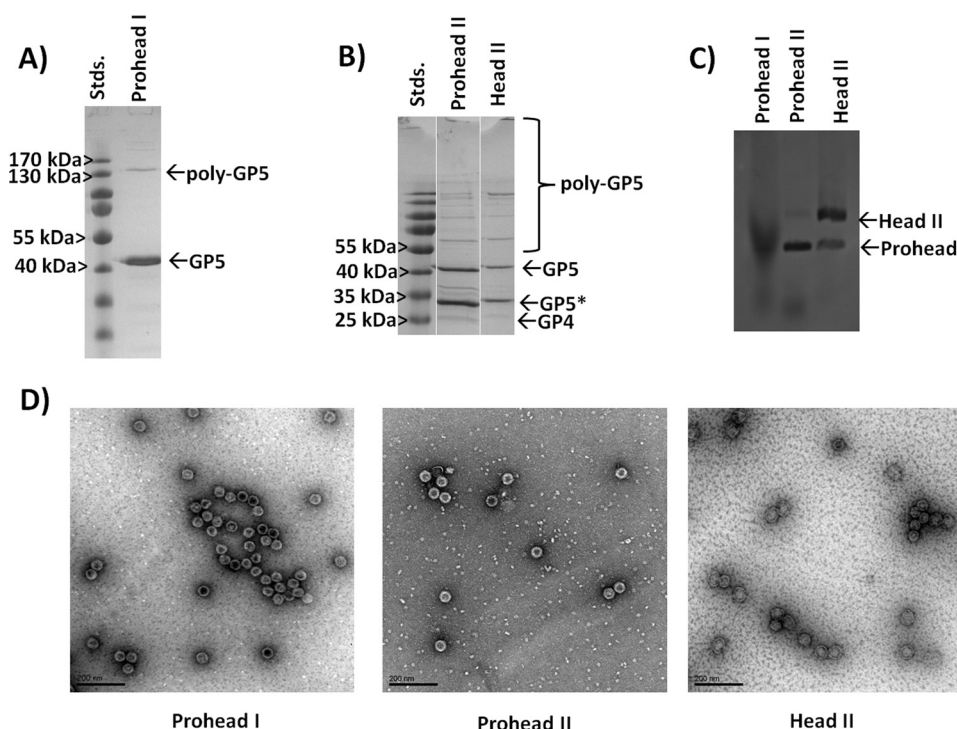 A)
Stds.
Prohead I
170 kDa>
130 kDa>
←poly-GP5
55 kDa>
40 kDa>
←GP5
B)
Stds.
Prohead II
Head II
poly-GP5
55 kDa>
40 kDa>
←GP5
35 kDa>
←GP5*
25 kDa>
←GP4
C)
Prohead I
Prohead II
Head II
←Head II
←Prohead
D)
200 nm
200 nm
200 nm
Prohead I
Prohead II
Head II